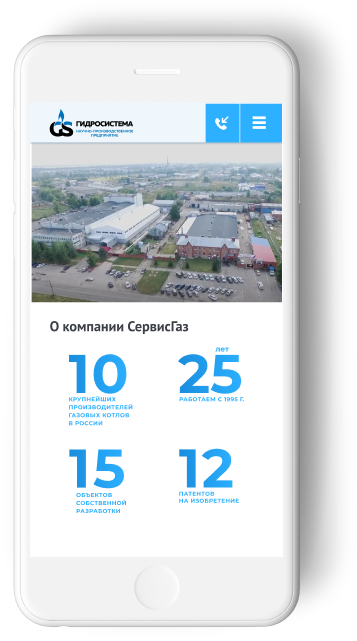 GS ГИДРОСИСТЕМА
НАУЧНО-ПРОИЗВОДСТВЕННОЕ
ПРЕДПРИЯТИЕ
О компании СервисГаз
10
КРУПНЕЙШИХ
ПРОИЗВОДИТЕЛЕЙ
ГАЗОВЫХ КОТЛОВ
В РОССИИ
лет
25
РАБОТАЕМ С 1995 Г.
15
ОБЪЕКТОВ
СОБСТВЕННОЙ
РАЗРАБОТКИ
12
ПАТЕНТОВ
НА ИЗОБРЕТЕНИЕ